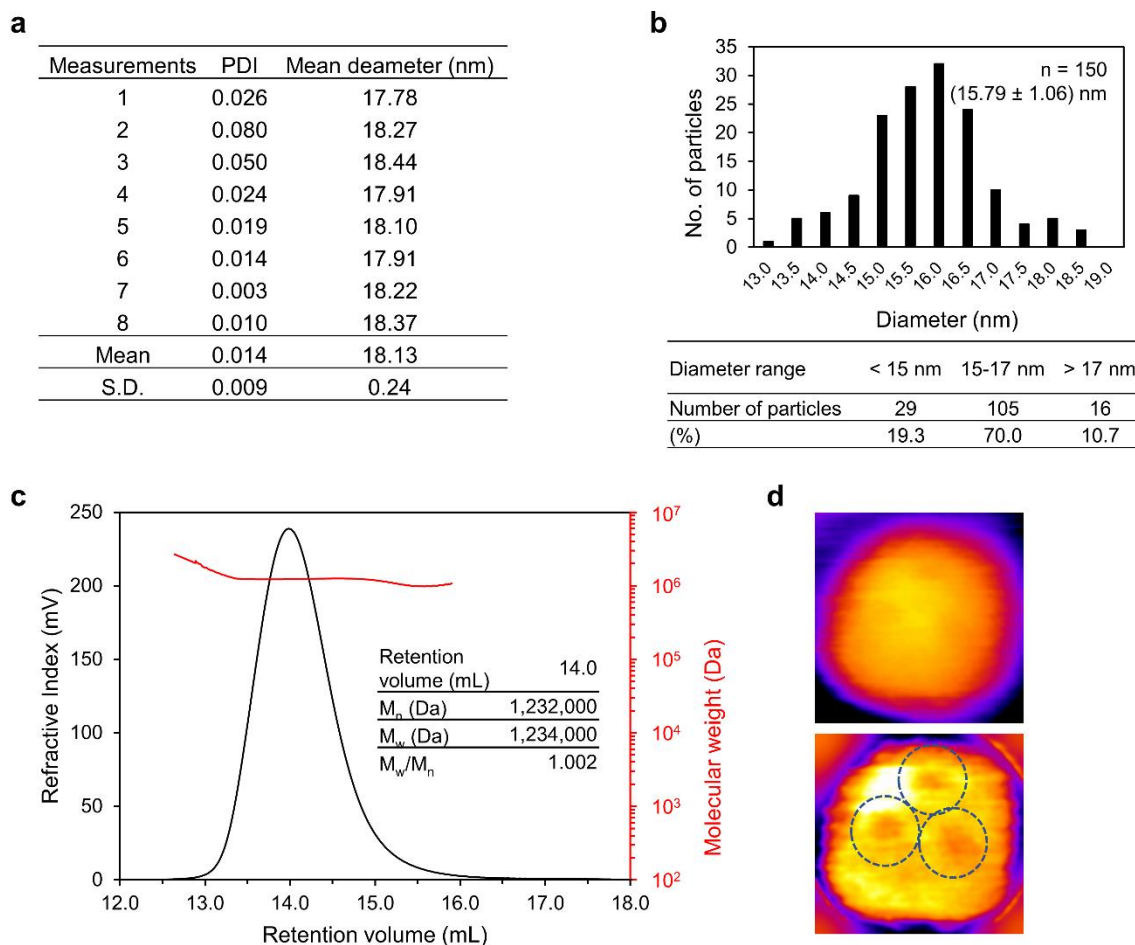 a
Measurements PDI Mean deameter (nm)
1 0.026 17.78
2 0.080 18.27
3 0.050 18.44
4 0.024 17.91
5 0.019 18.10
6 0.014 17.91
7 0.003 18.22
8 0.010 18.37
Mean 0.014 18.13
S.D. 0.009 0.24
b
No. of particles
35
30
25
20
15
10
5
0
n = 150
(15.79 ± 1.06) nm
13.0 13.5 14.0 14.5 15.0 15.5 16.0 16.5 17.0 17.5 18.0 18.5 19.0
Diameter (nm)
Diameter range < 15 nm 15-17 nm > 17 nm
Number of particles 29 105 16
(%) 19.3 70.0 10.7
c
Refractive Index (mV)
250
200
150
100
50
0
Retention
volume (mL) 14.0
Mn (Da) 1,232,000
Mw (Da) 1,234,000
Mw/Mn 1.002
10⁷
10⁶
10⁵
10⁴
10³
10²
Molecular weight (Da)
12.0 13.0 14.0 15.0 16.0 17.0 18.0
Retention volume (mL)
d